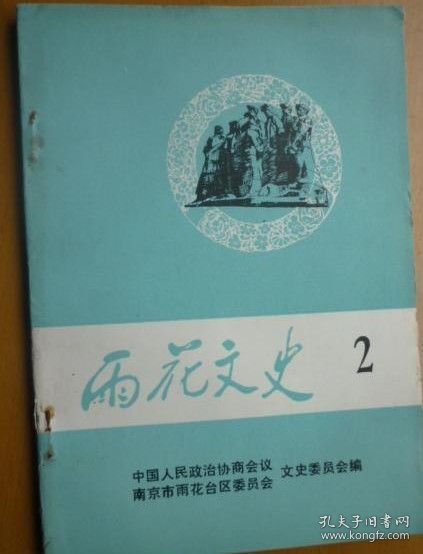 雨花文史 2
中国人民政治协商会议
南京市雨花台区委员会 文史委员会编
孔夫子旧书网
www.kongfz.com